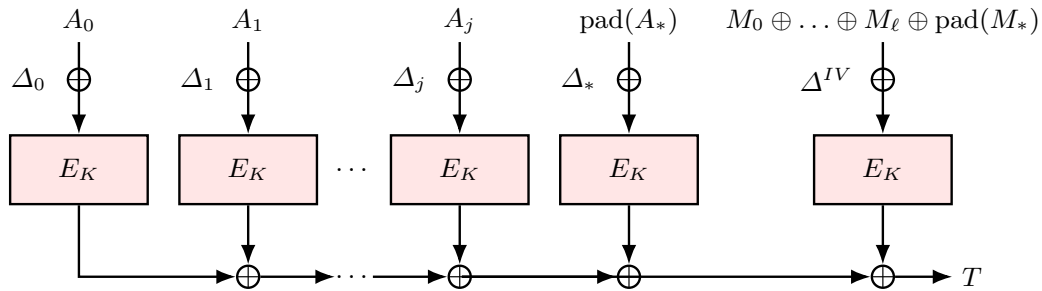 A_0 A_1 A_j pad(A_*) M_0 ⊕ … ⊕ M_ℓ ⊕ pad(M_*)
Δ_0 Δ_1 Δ_j Δ_* Δ^{IV}
E_K E_K ⋯ E_K E_K E_K
⋯ T